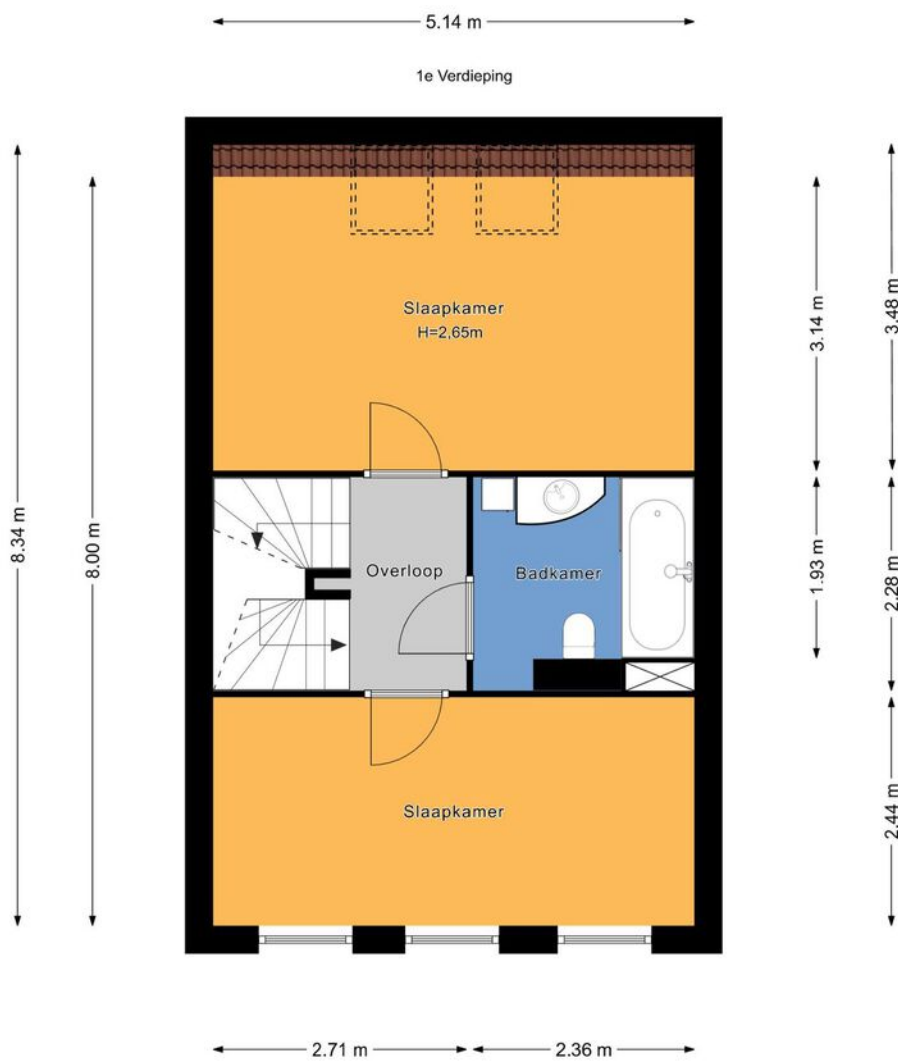 5.14 m
1e Verdieping
Slaapkamer
H=2,65m
3.14 m
3.48 m
8.34 m
8.00 m
Overloop
Badkamer
1.93 m
2.28 m
Slaapkamer
2.44 m
2.71 m
2.36 m